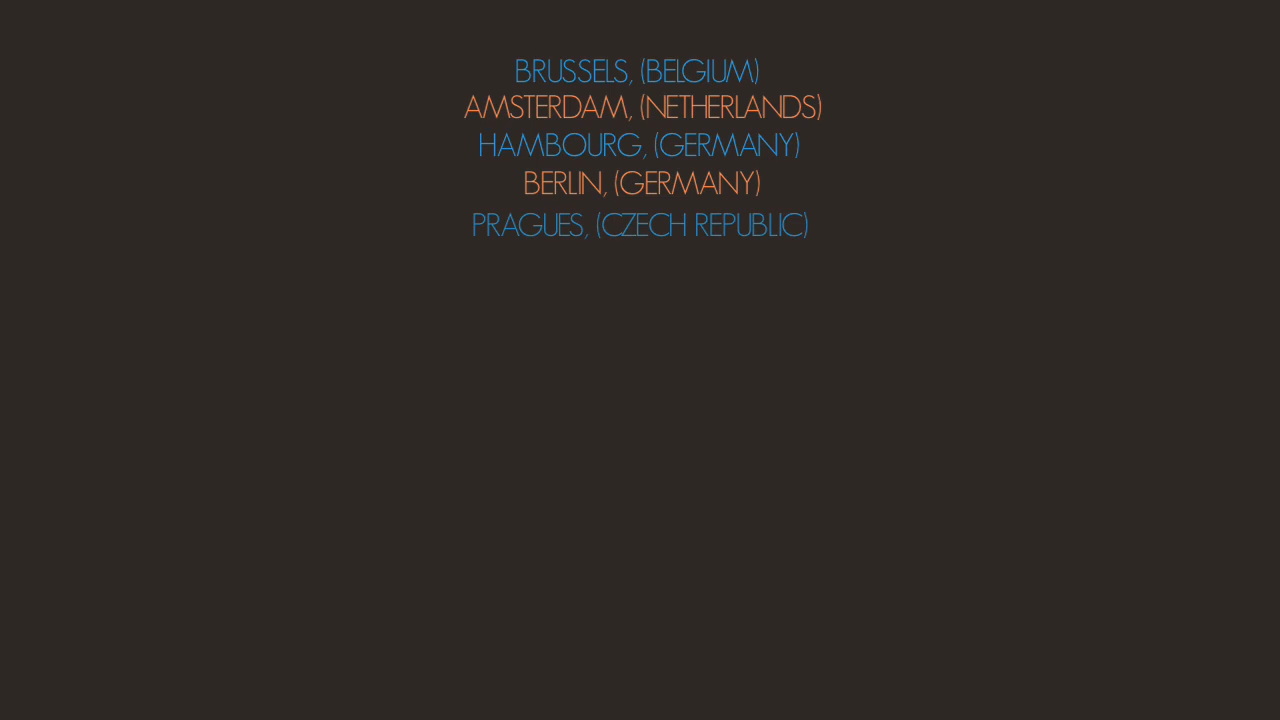 BRUSSELS, (BELGIUM)
AMSTERDAM, (NETHERLANDS)
HAMBOURG, (GERMANY)
BERLIN, (GERMANY)
PRAGUES, (CZECH REPUBLIC)